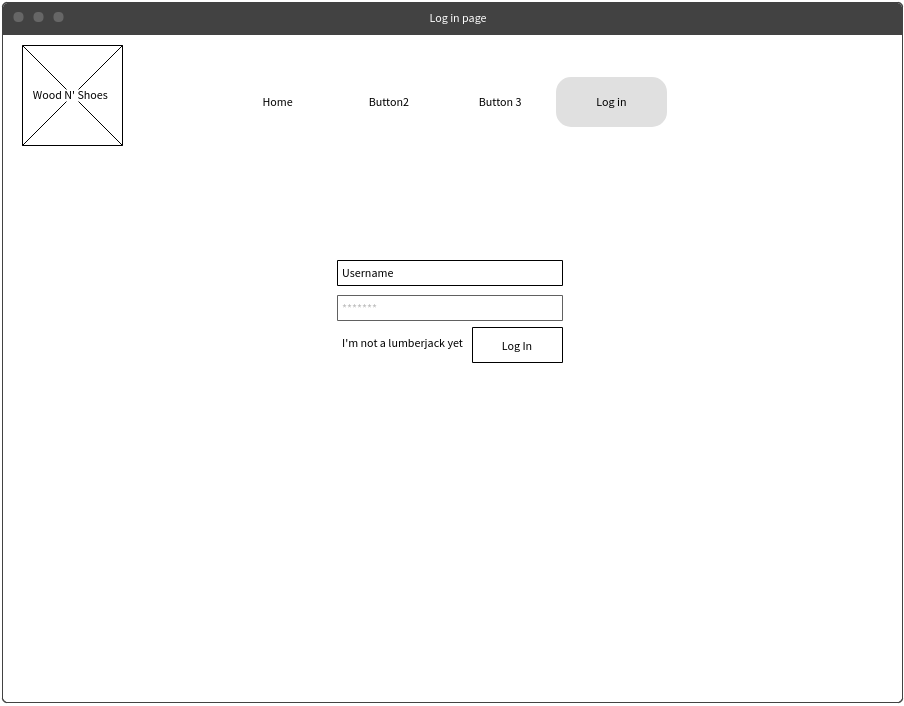 Log in page
Wood N' Shoes
Home
Button2
Button 3
Log in
Username
*******
I'm not a lumberjack yet
Log In